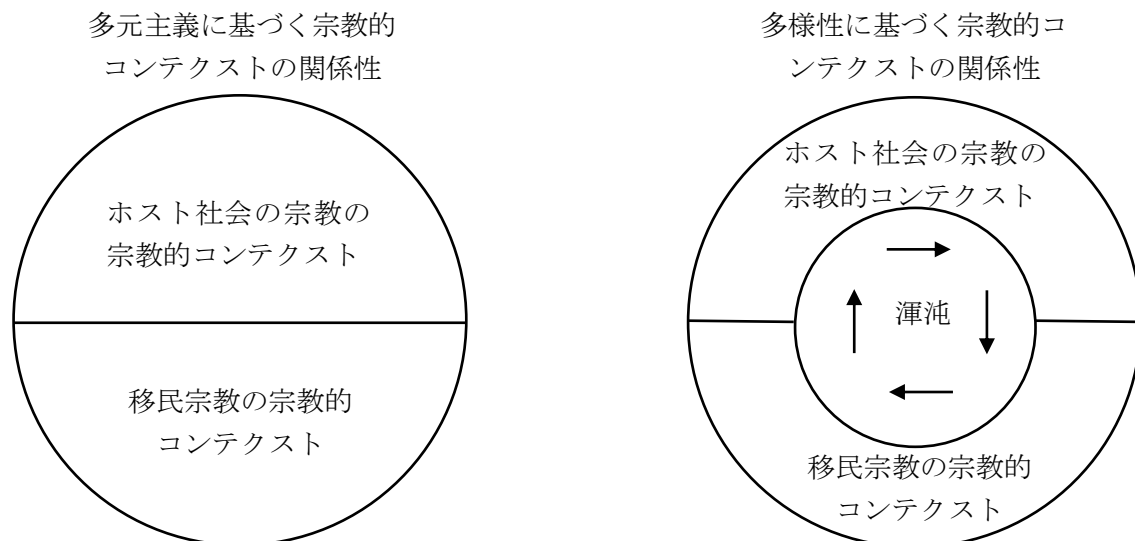 多元主義に基づく宗教的
コンテクストの関係性
ホスト社会の宗教の
宗教的コンテクスト
移民宗教の宗教的
コンテクスト
多様性に基づく宗教的コ
ンテクストの関係性
ホスト社会の宗教の
宗教的コンテクスト
渾沌
移民宗教の宗教的
コンテクスト